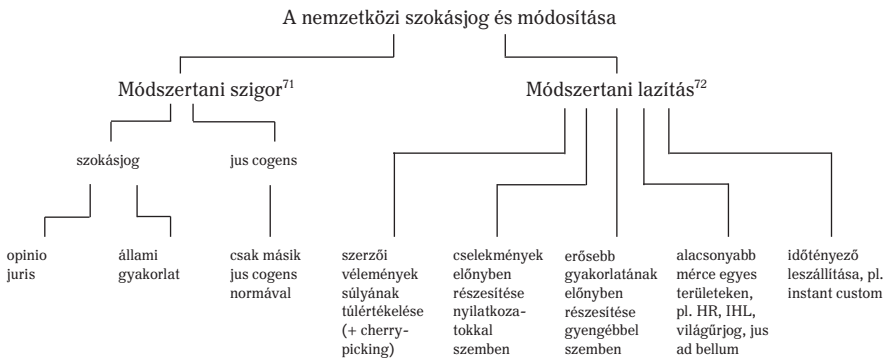 A nemzetközi szokásjog és módosítása
Módszertani szigor71
Módszertani lazítás72
szokásjog
jus cogens
opinio
juris
állami
gyakorlat
csak másik
jus cogens
normával
szerzői
vélemények
súlyának
túlértékelése
(+ cherry-
picking)
cselekmények
előnyben
részesítése
nyilatkoza-
tokkal
szemben
erősebb
gyakorlatának
előnyben
részesítése
gyengébbel
szemben
alacsonyabb
mérce egyes
területeken,
pl. HR, IHL,
világűrjog, jus
ad bellum
időtényező
leszállítása, pl.
instant custom